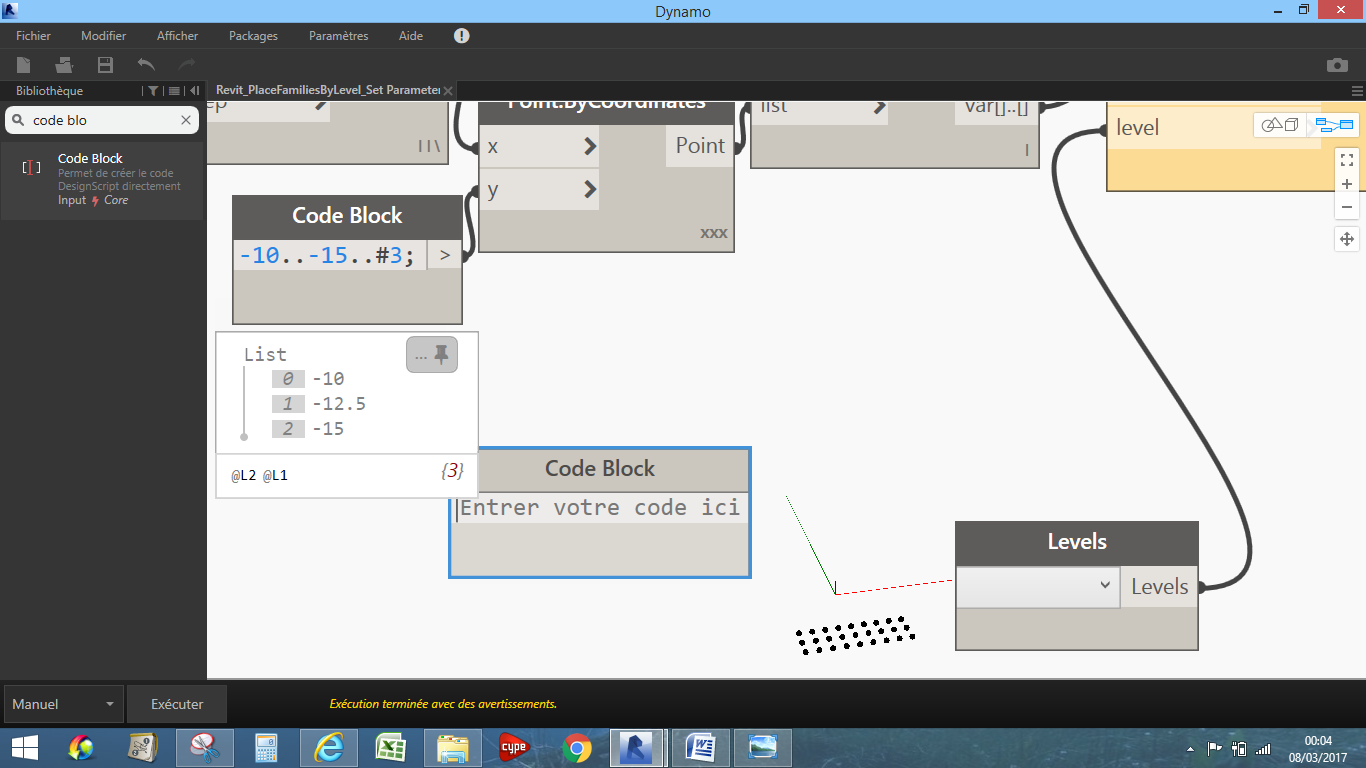 Dynamo
Fichier Modifier Afficher Packages Paramètres Aide
Bibliothèque
Revit_PlaceFamiliesByLevel_Set Parameter
code blo
Code Block
Permet de créer le code
DesignScript directement
Input Core
Point.ByCoordinates
list
var[]..[]
level
x
Point
y
xxx
Code Block
-10..-15..#3;
>
List
...
0 -10
1 -12.5
2 -15
@L2 @L1
{3}
Code Block
Entrer votre code ici
Levels
Levels
Manuel
Exécuter
Exécution terminée avec des avertissements.
cype
00:04
08/03/2017